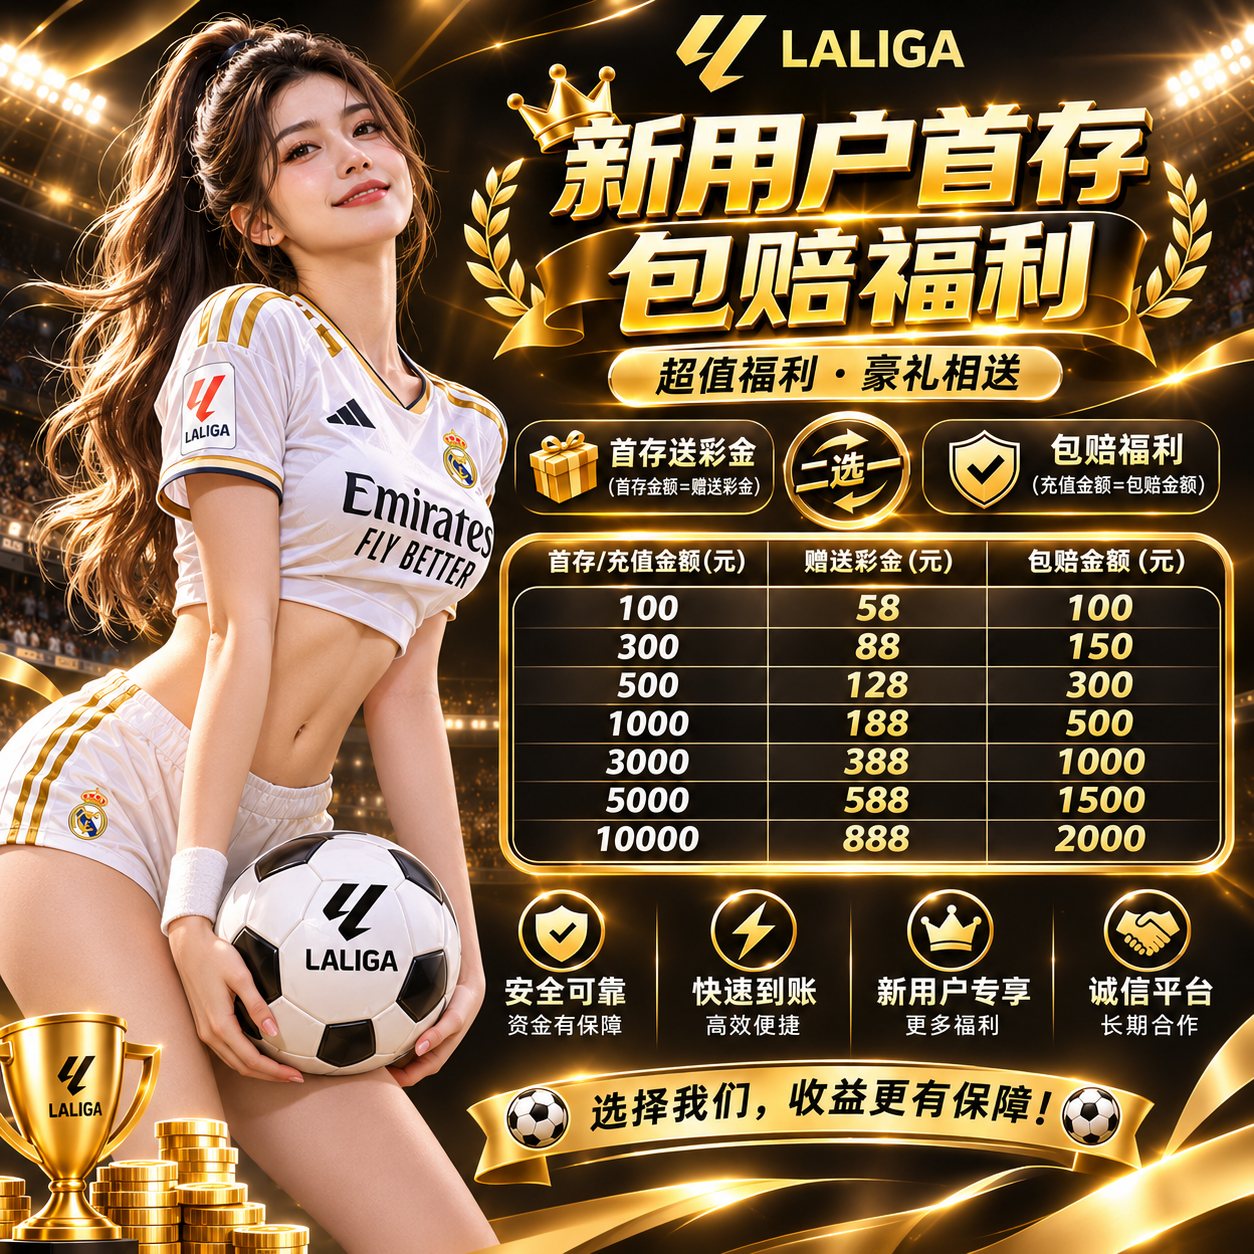 LALIGA
新用户首存
包赔福利
超值福利·豪礼相送
首存送彩金
(首存金额=赠送彩金)
二选一
包赔福利
(充值金额=包赔金额)
首存/充值金额(元) 赠送彩金(元) 包赔金额(元)
100 58 100
300 88 150
500 128 300
1000 188 500
3000 388 1000
5000 588 1500
10000 888 2000
安全可靠
资金有保障
快速到账
高效便捷
新用户专享
更多福利
诚信平台
长期合作
选择我们，收益更有保障！
LALIGA
Emirates
FLY BETTER
LALIGA
LALIGA